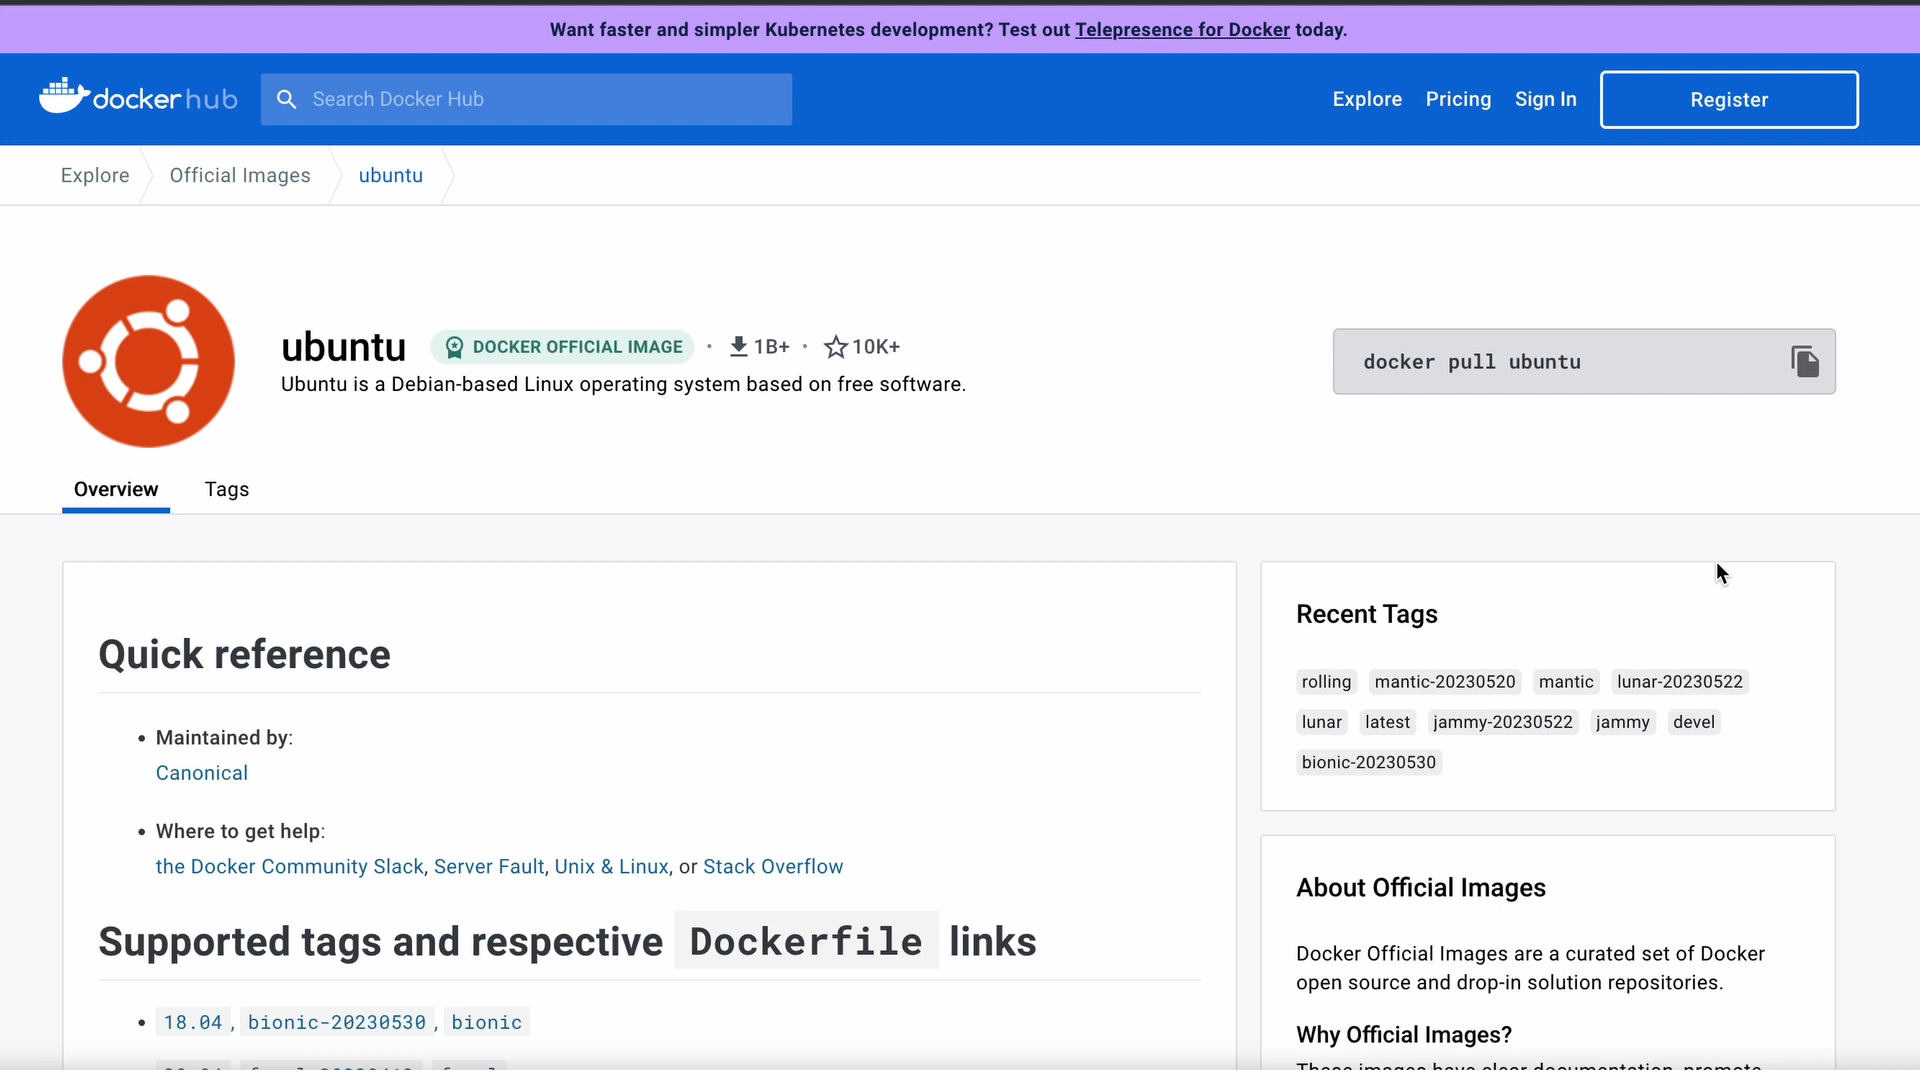 Want faster and simpler Kubernetes development? Test out Telepresence for Docker today.
docker hub
Search Docker Hub
Explore
Pricing
Sign In
Register
Explore
Official Images
ubuntu
ubuntu
DOCKER OFFICIAL IMAGE
· 1B+ · 10K+
Ubuntu is a Debian-based Linux operating system based on free software.
docker pull ubuntu
Overview
Tags
Quick reference
• Maintained by:
Canonical
• Where to get help:
the Docker Community Slack, Server Fault, Unix & Linux, or Stack Overflow
Supported tags and respective Dockerfile links
• 18.04, bionic-20230530, bionic
Recent Tags
rolling mantic-20230520 mantic lunar-20230522
lunar latest jammy-20230522 jammy devel
bionic-20230530
About Official Images
Docker Official Images are a curated set of Docker
open source and drop-in solution repositories.
Why Official Images?
These images have clear documentation, promote